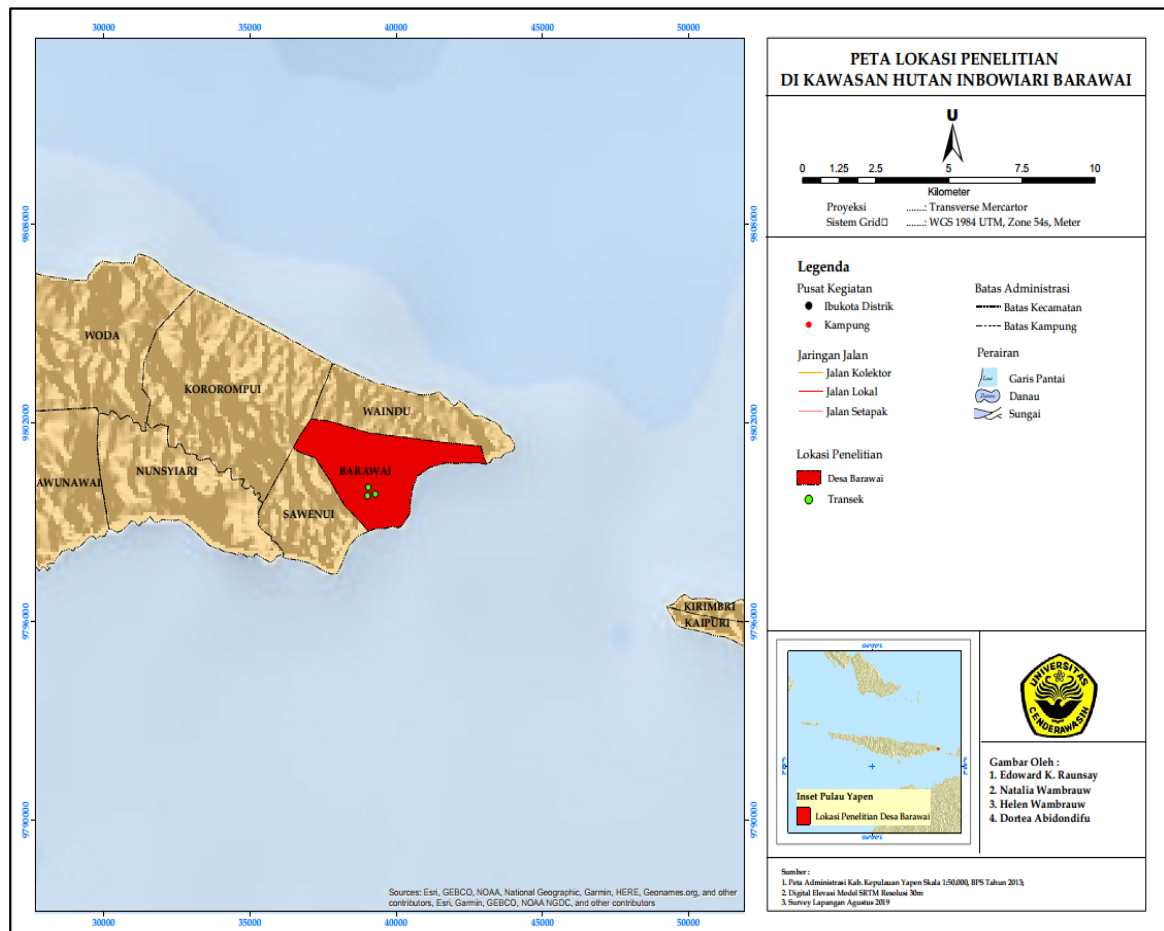 30000
35000
40000
45000
50000
9808000
9808000
9802000
9802000
9796000
9796000
9790000
9790000
WODA
KOROROMPUI
WAINDU
NUNSYIARI
AWUNAWAI
BARAWAI
SAWENUI
KIRIMBRI
KAIPURI
Sources: Esri, GEBCO, NOAA, National Geographic, Garmin, HERE, Geonames.org, and other
contributors, Esri, Garmin, GEBCO, NOAA NGDC, and other contributors
30000
35000
40000
45000
50000
PETA LOKASI PENELITIAN
DI KAWASAN HUTAN INBOWIARI BARAWAI
U
0 1.25 2.5 5 7.5 10
Kilometer
Proyeksi .......: Transverse Mercartor
Sistem Grid□ .......: WGS 1984 UTM, Zone 54s, Meter
Legenda
Pusat Kegiatan
Ibukota Distrik
Kampung
Jaringan Jalan
Jalan Kolektor
Jalan Lokal
Jalan Setapak
Lokasi Penelitian
Desa Barawai
Transek
Batas Administrasi
Batas Kecamatan
Batas Kampung
Perairan
Laut
Garis Pantai
Danau
Danau
Sungai
Inset Pulau Yapen
Lokasi Penelitian Desa Barawai
UNIVERSITAS
CENDERAWASIH
Gambar Oleh :
1. Edoward K. Raunsay
2. Natalia Wambrauw
3. Helen Wambrauw
4. Dortea Abidondifu
Sumber :
1. Peta Administrasi Kab. Kepulauan Yapen Skala 1:50.000, BPS Tahun 2013;
2. Digital Elevasi Model SRTM Resolusi 30m
3. Survey Lapangan Agustus 2019